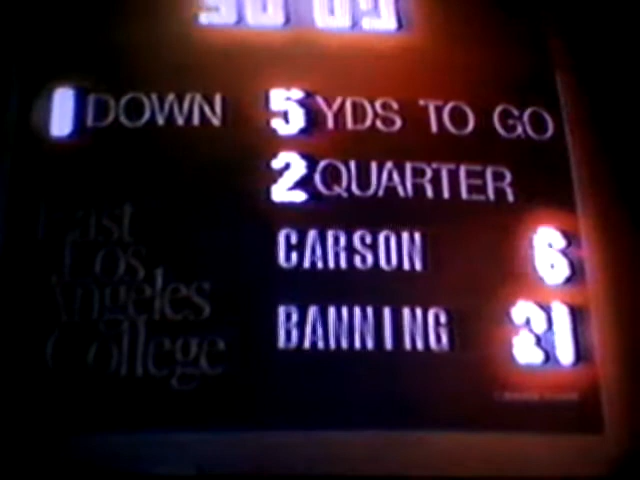 1 DOWN 5 YDS TO GO
2 QUARTER
CARSON 6
BANNING 21
East
Los
Angeles
College